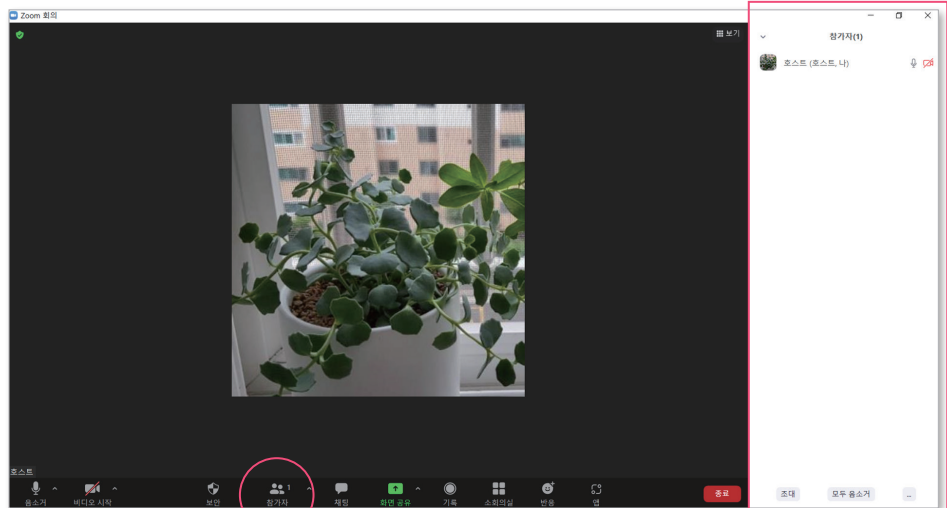 Zoom 회의
보기
참가자(1)
호스트 (호스트, 나)
호스트
음소거
비디오 시작
보안
1
참가자
채팅
화면 공유
기록
소회의실
반응
앱
종료
초대
모두 음소거
...